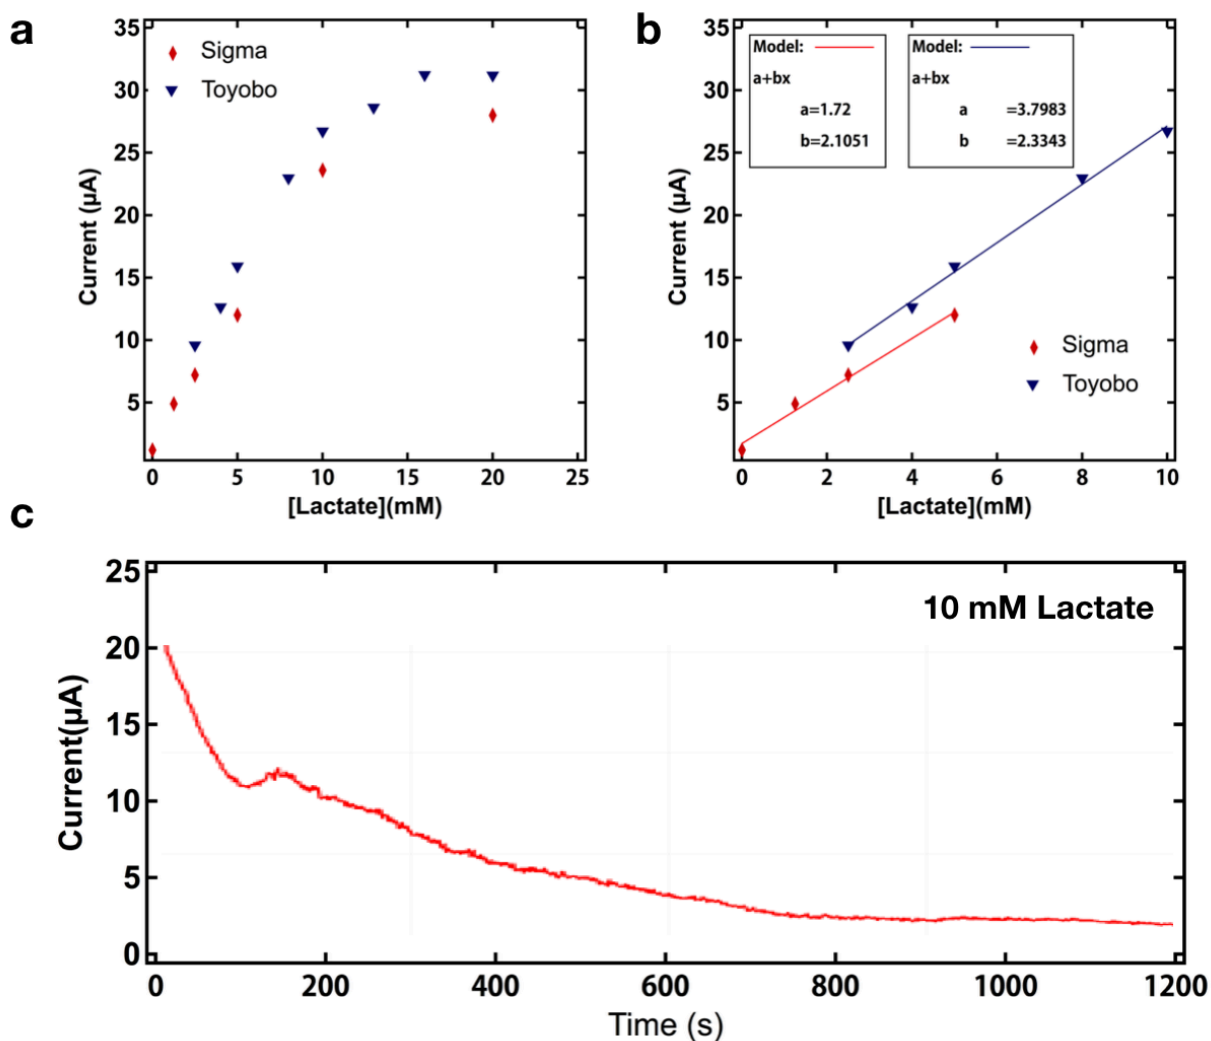 a
35
30
25
20
15
10
5
Current (µA)
Sigma
Toyobo
0 5 10 15 20 25
[Lactate](mM)
b
35
30
25
20
15
10
5
Current (µA)
Model:
a+bx
a=1.72
b=2.1051
Model:
a+bx
a =3.7983
b =2.3343
Sigma
Toyobo
0 2 4 6 8 10
[Lactate](mM)
c
25
20
15
10
5
0
Current(µA)
10 mM Lactate
0 200 400 600 800 1000 1200
Time (s)